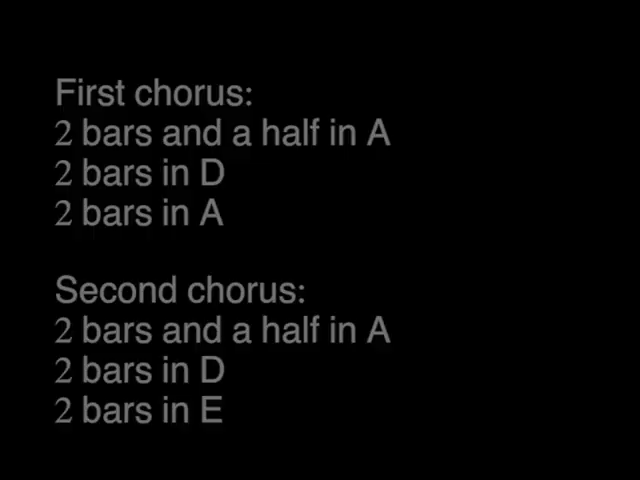 First chorus:
2 bars and a half in A
2 bars in D
2 bars in A
Second chorus:
2 bars and a half in A
2 bars in D
2 bars in E